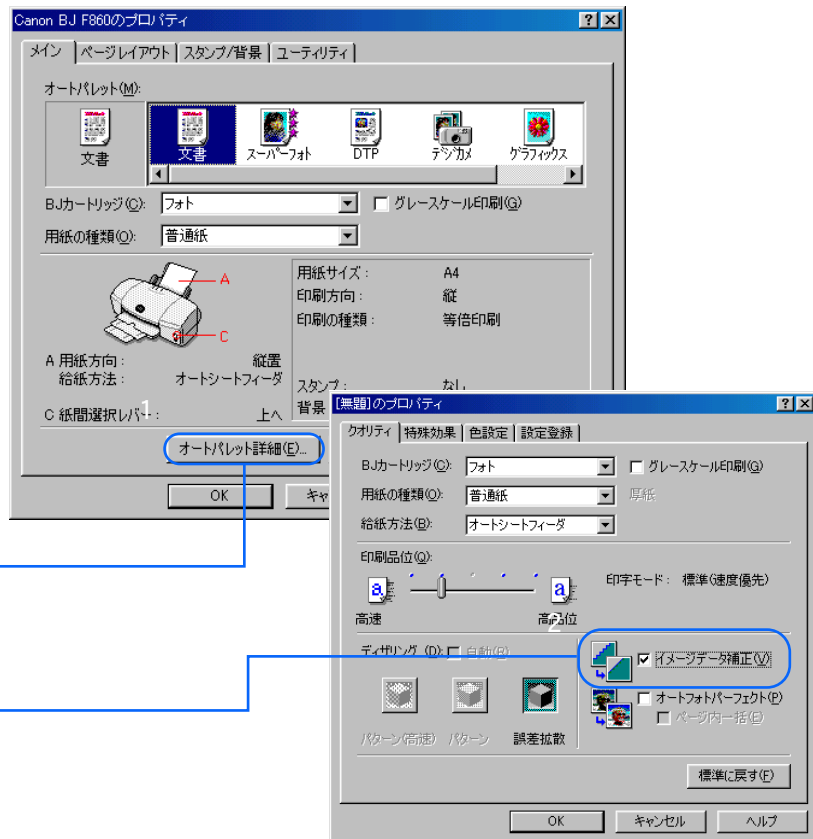 Canon BJ F860のプロパティ
メイン ページレイアウト スタンプ/背景 ユーティリティ
オートパレット(M):
文書 文書 スーパーフォト DTP デジカメ グラフィックス
BJカートリッジ(C): フォト グレースケール印刷(G)
用紙の種類(O): 普通紙
A
C
用紙サイズ : A4
印刷方向 : 縦
印刷の種類 : 等倍印刷
A 用紙方向 : 縦置
給紙方法 : オートシートフィーダ
スタンプ : なし
C 紙間選択レバー : 上へ
背景
1
オートパレット詳細(E)...
OK キャ
[無題]のプロパティ
クオリティ 特殊効果 色設定 設定登録
BJカートリッジ(C): フォト グレースケール印刷(G)
用紙の種類(O): 普通紙 厚紙
給紙方法(B): オートシートフィーダ
印刷品位(Q):
a a 印字モード : 標準(速度優先)
高速 高品位
2
ディザリング (D): 自動(R) イメージデータ補正(V)
オートフォトパーフェクト(P)
ページ内一括(E)
パターン(高速) パターン 誤差拡散
標準に戻す(F)
OK キャンセル ヘルプ